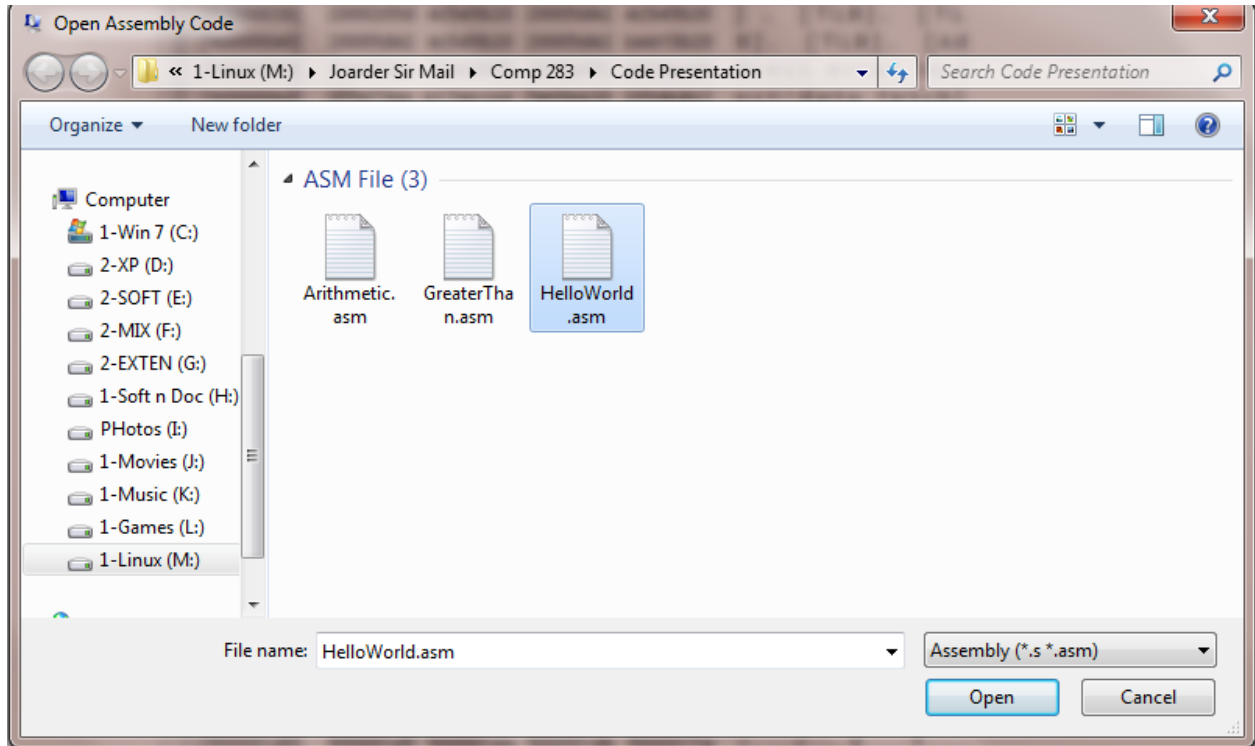 Open Assembly Code
« 1-Linux (M:) ▸ Joarder Sir Mail ▸ Comp 283 ▸ Code Presentation
Search Code Presentation
Organize
New folder
Computer
1-Win 7 (C:)
2-XP (D:)
2-SOFT (E:)
2-MIX (F:)
2-EXTEN (G:)
1-Soft n Doc (H:)
PHotos (I:)
1-Movies (J:)
1-Music (K:)
1-Games (L:)
1-Linux (M:)
ASM File (3)
Arithmetic.
asm
GreaterTha
n.asm
HelloWorld
.asm
File name: HelloWorld.asm
Assembly (*.s *.asm)
Open
Cancel